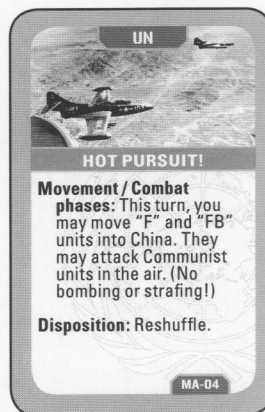 UN
HOT PURSUIT!
Movement / Combat
phases: This turn, you
may move "F" and "FB"
units into China. They
may attack Communist
units in the air. (No
bombing or strafing!)
Disposition: Reshuffle.
MA-04